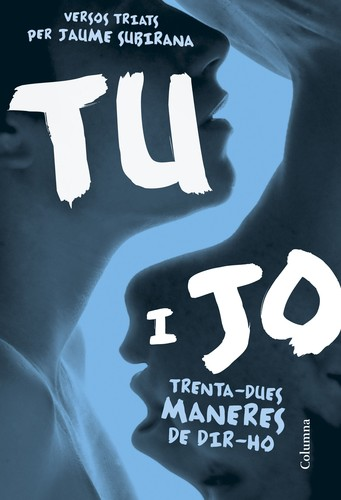 VERSOS TRIATS
PER JAUME SUBIRANA
TU
I JO
TRENTA-DUES
MANERES
DE DIR-HO
Columna